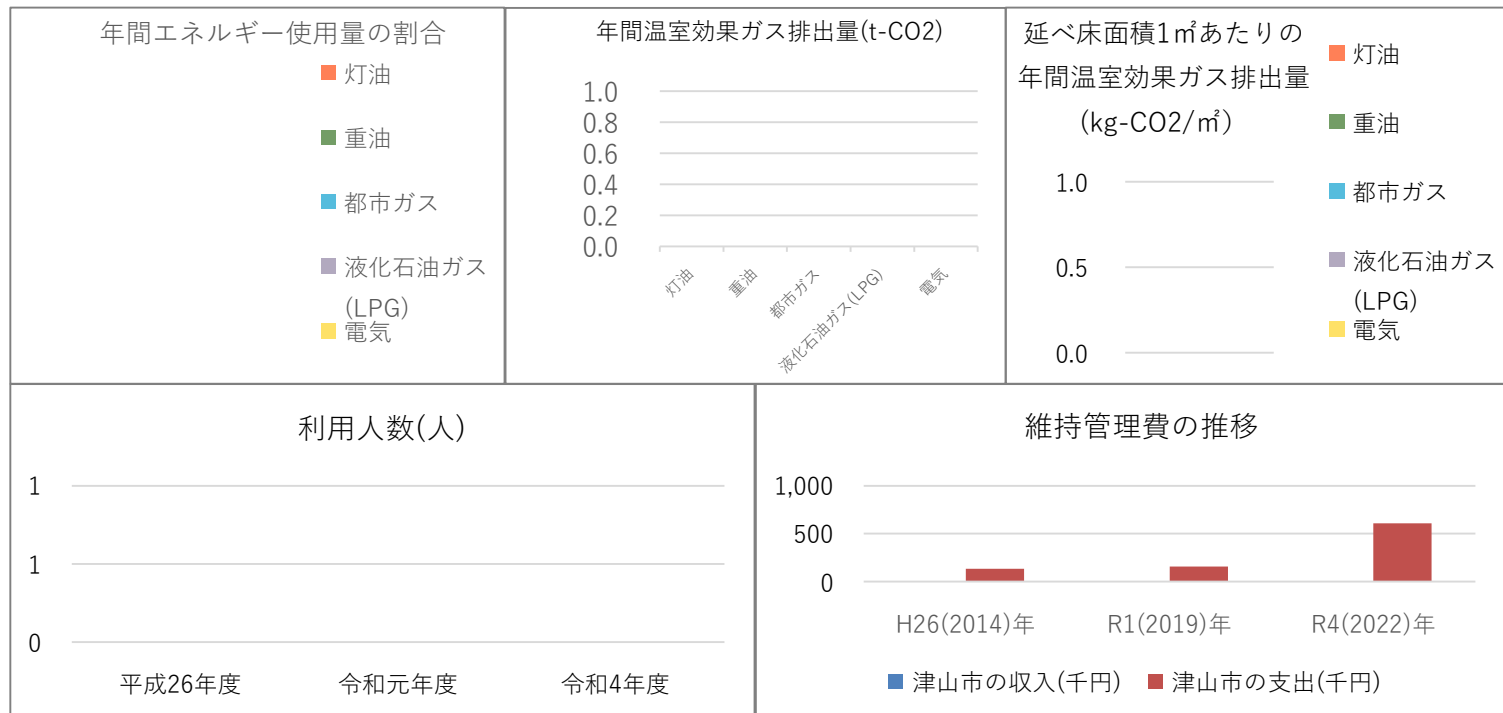 年間エネルギー使用量の割合
灯油
重油
都市ガス
液化石油ガス
(LPG)
電気
年間温室効果ガス排出量(t-CO2)
1.0
0.8
0.6
0.4
0.2
0.0
灯油
重油
都市ガス
液化石油ガス(LPG)
電気
延べ床面積1㎡あたりの
年間温室効果ガス排出量
(kg-CO2/㎡)
1.0
0.5
0.0
灯油
重油
都市ガス
液化石油ガス
(LPG)
電気
利用人数(人)
1
1
0
平成26年度 令和元年度 令和4年度
維持管理費の推移
1,000
500
0
H26(2014)年 R1(2019)年 R4(2022)年
津山市の収入(千円) 津山市の支出(千円)